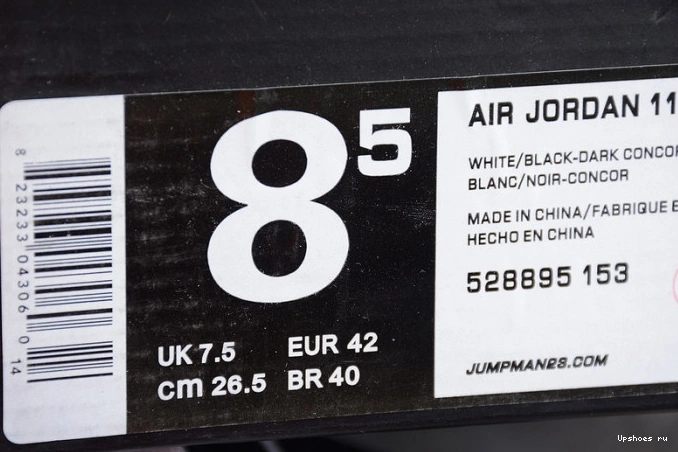 8 23233 04306 0 14
8 5
UK 7.5 EUR 42
cm 26.5 BR 40
AIR JORDAN 11
WHITE/BLACK-DARK CONCOR
BLANC/NOIR-CONCOR
MADE IN CHINA/FABRIQUE E
HECHO EN CHINA
528895 153
JUMPMAN23.COM
Upshoes ru